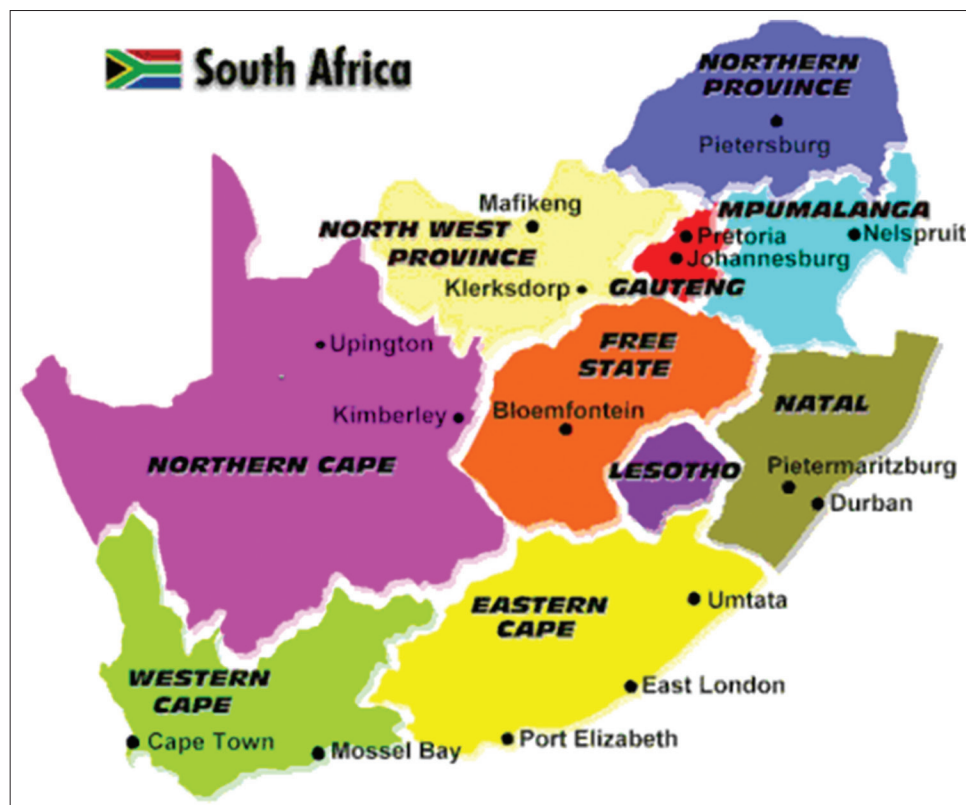 South Africa
NORTHERN
PROVINCE
Pietersburg
MPUMALANGA
Nelspruit
Mafikeng
NORTH WEST
PROVINCE
Klerksdorp
Pretoria
Johannesburg
GAUTENG
Upington
Kimberley
NORTHERN CAPE
FREE
STATE
Bloemfontein
LESOTHO
NATAL
Pietermaritzburg
Durban
EASTERN
CAPE
Umtata
East London
Port Elizabeth
WESTERN
CAPE
Cape Town
Mossel Bay